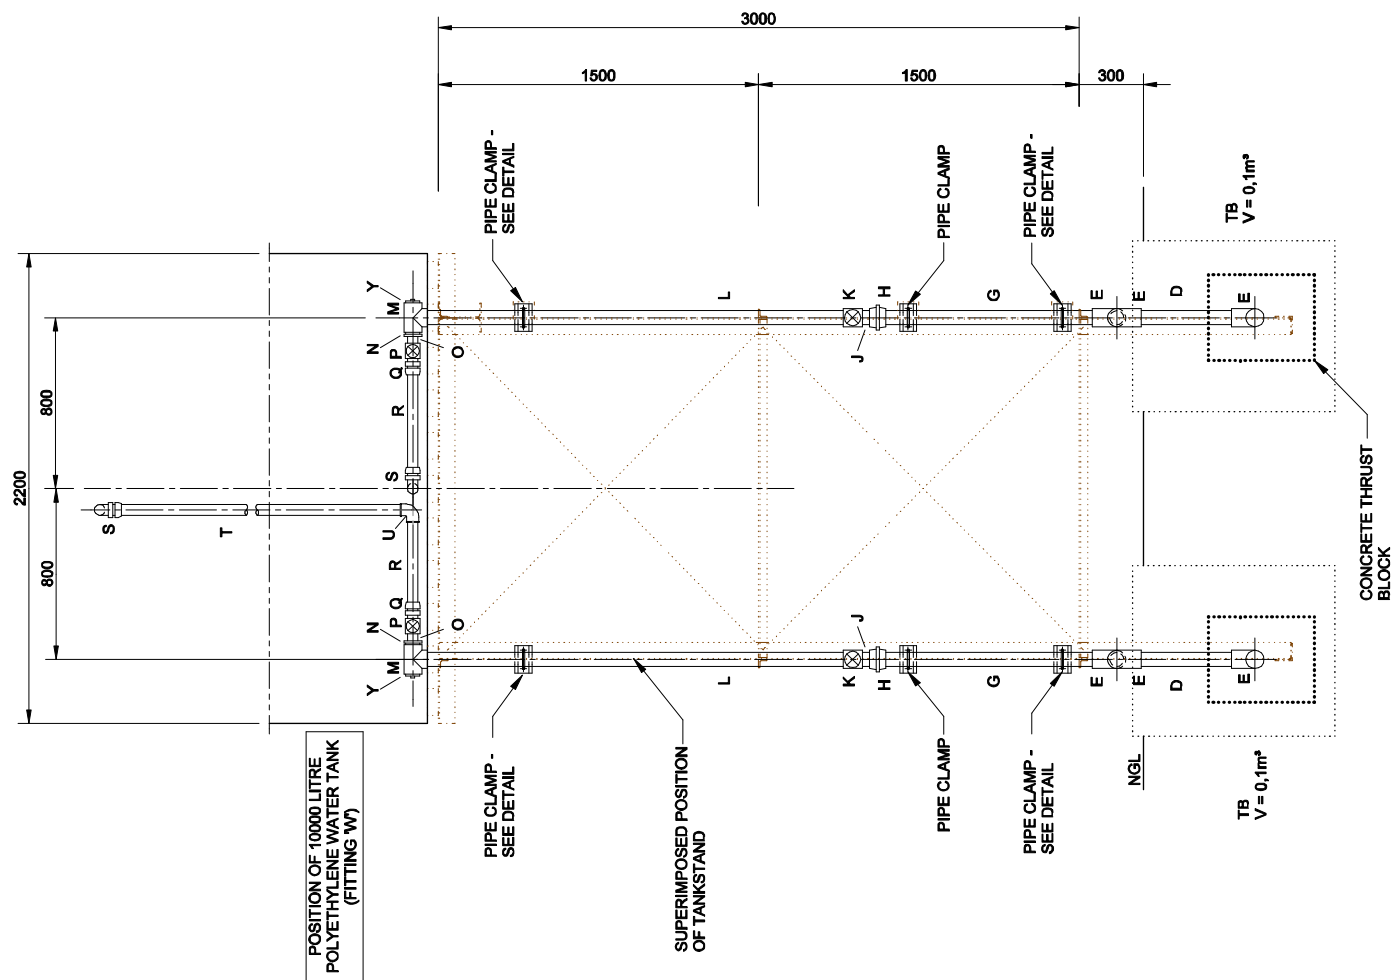 3000
1500
1500
300
2200
800
800
PIPE CLAMP -
SEE DETAIL
PIPE CLAMP
PIPE CLAMP -
SEE DETAIL
TB
V = 0,1m³
Y
M
N
P
Q
O
R
S
L
K
H
J
G
E
E
D
E
S
T
U
R
Q
P
N
O
M
Y
L
K
H
J
G
E
E
D
E
CONCRETE THRUST
BLOCK
POSITION OF 10000 LITRE
POLYETHYLENE WATER TANK
(FITTING 'W')
PIPE CLAMP -
SEE DETAIL
SUPERIMPOSED POSITION
OF TANKSTAND
PIPE CLAMP
PIPE CLAMP -
SEE DETAIL
NGL
TB
V = 0,1m³